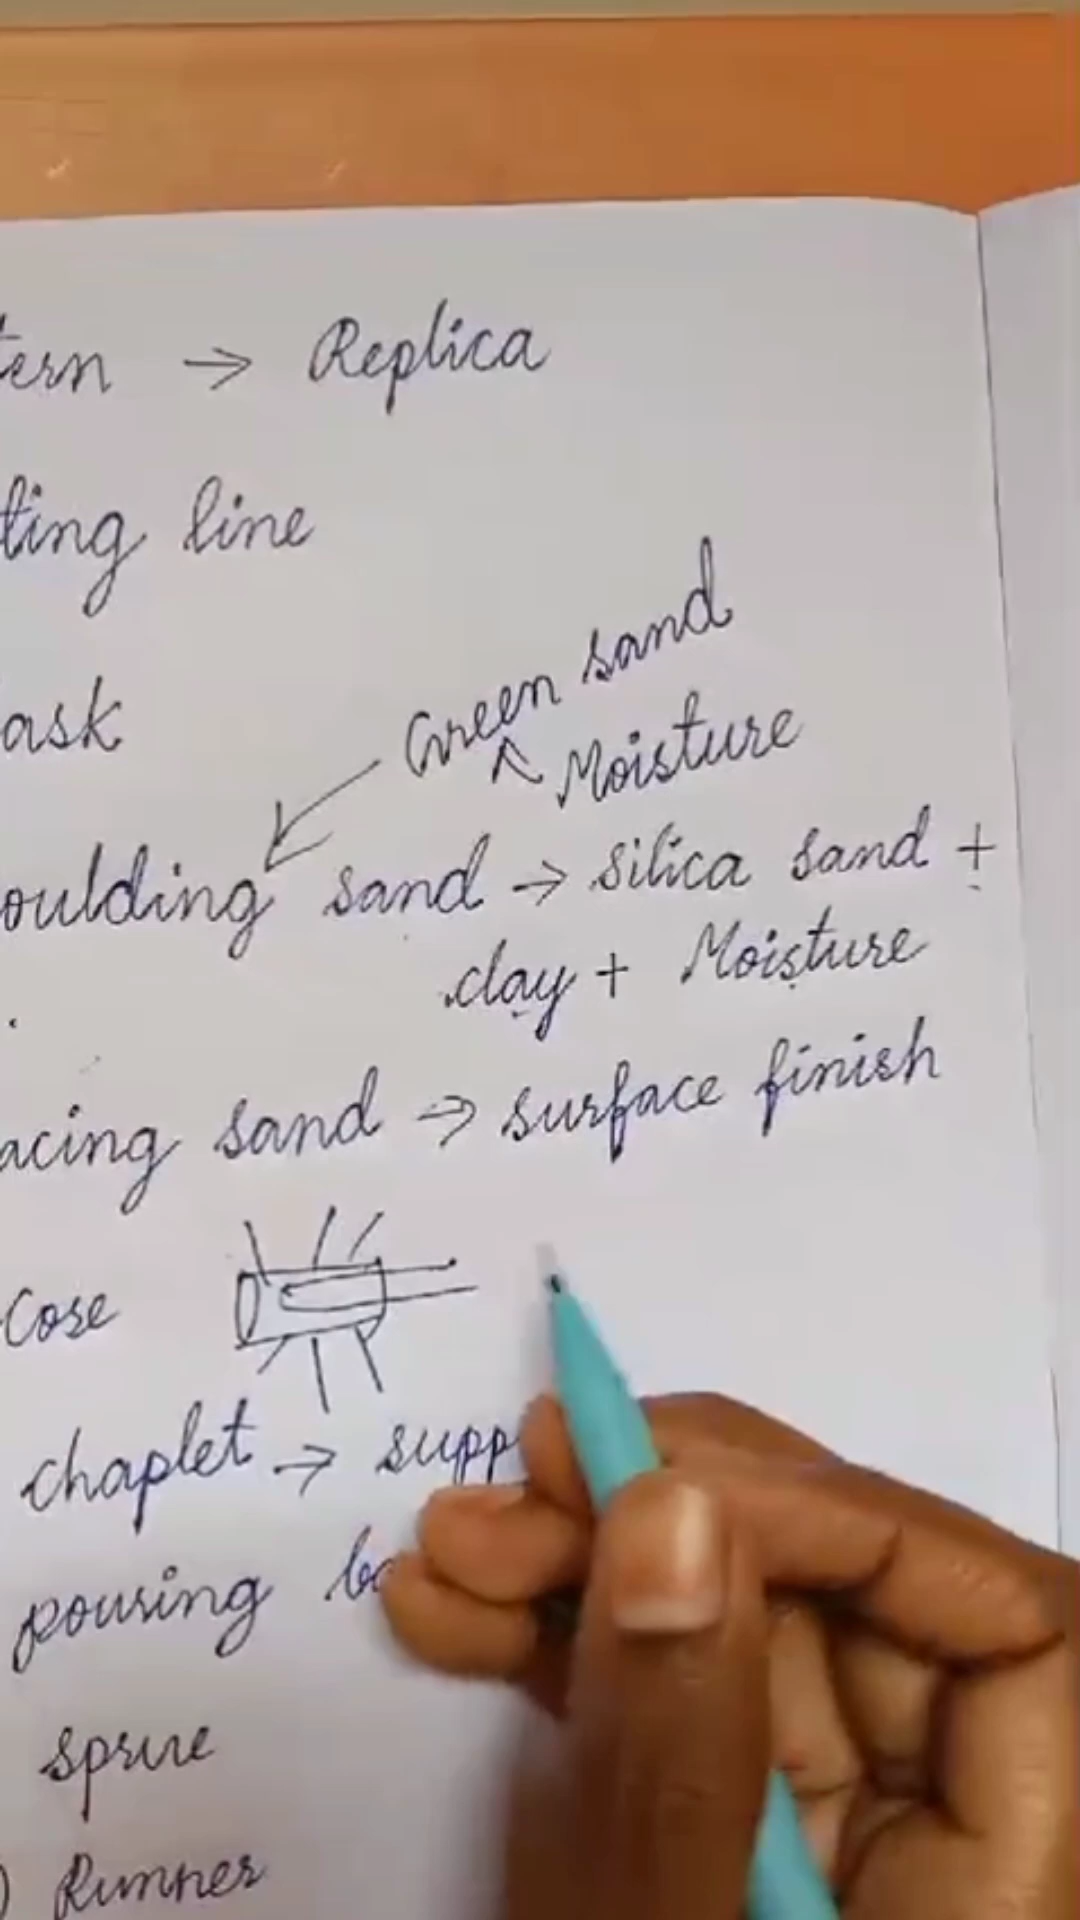 tern → Replica
ting line
ask
Green sand
Moisture
oulding sand → silica sand +
clay + Moisture
acing sand → surface finish
Core
chaplet → supp
pouring ba
sprue
) Runner